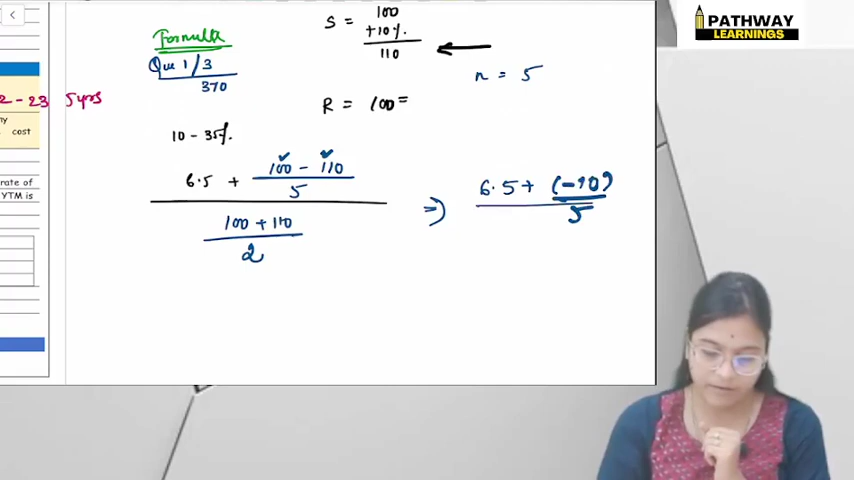 PATHWAY
LEARNINGS
Formula
Que 1/3
370
2-23 5yrs
ny
cost
rate of
YTM is
S = 100
+10%.
110
n = 5
R = 100=
10-35%.
6.5 + 100 - 110
5
100 + 110
2
=> 6.5 + (-10)
5